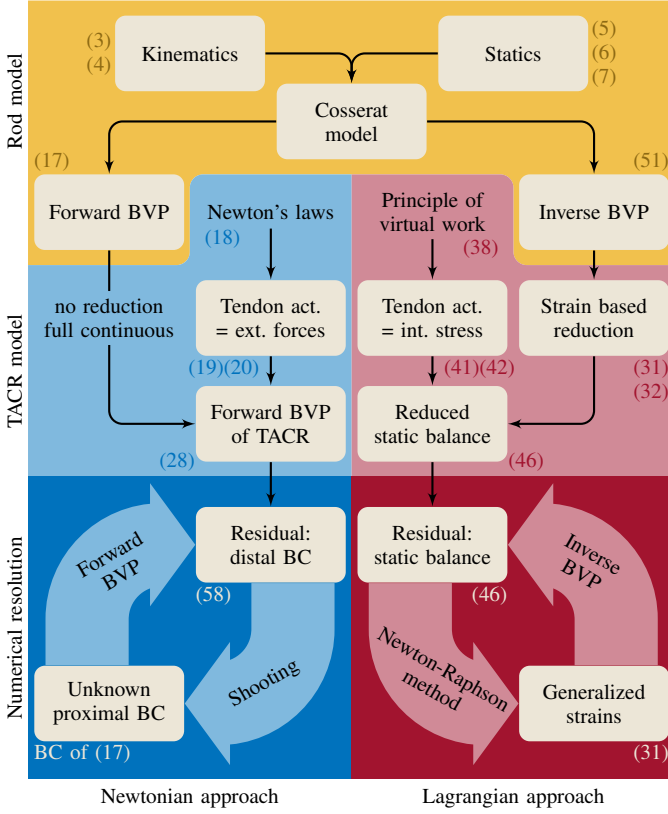 Rod model
(3)
(4)
Kinematics
Statics
(5)
(6)
(7)
Cosserat
model
(17)
Forward BVP
Newton's laws
(18)
Principle of
virtual work
(38)
(51)
Inverse BVP
TACR model
no reduction
full continuous
Tendon act.
= ext. forces
(19)(20)
Tendon act.
= int. stress
(41)(42)
Strain based
reduction
(31)
(32)
Forward BVP
of TACR
(28)
Reduced
static balance
(46)
Numerical resolution
Forward
BVP
Residual:
distal BC
(58)
Residual:
static balance
(46)
Inverse
BVP
Unknown
proximal BC
BC of (17)
Shooting
Newton-Raphson
method
Generalized
strains
(31)
Newtonian approach
Lagrangian approach